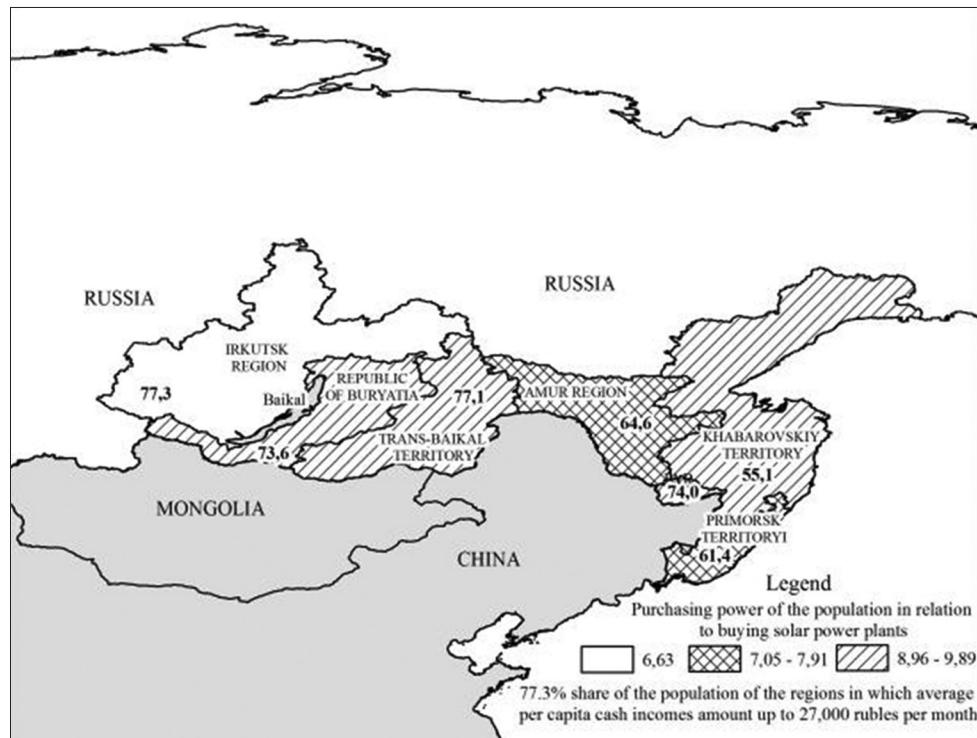 RUSSIA
RUSSIA
IRKUTSK
REGION
77,3
Baikal
REPUBLIC
OF BURYATIA
77,1
73,6
TRANS-BAIKAL
TERRITORY
AMUR REGION
64,6
KHABAROVSKIY
TERRITORY
55,1
74,0
PRIMORSK
TERRITORYI
61,4
MONGOLIA
CHINA
Legend
Purchasing power of the population in relation
to buying solar power plants
6,63 7,05 - 7,91 8,96 - 9,89
77.3% share of the population of the regions in which average
per capita cash incomes amount up to 27,000 rubles per month